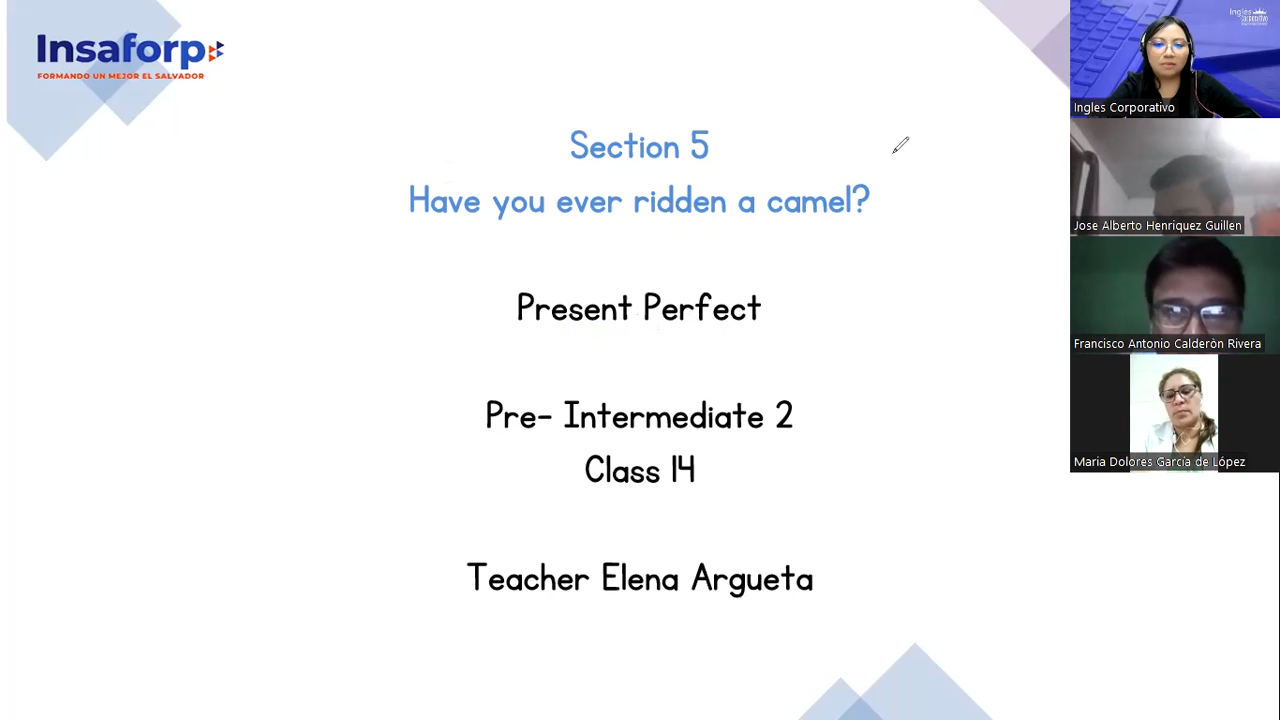 Insaforp
FORMANDO UN MEJOR EL SALVADOR
Section 5
Have you ever ridden a camel?
Present Perfect
Pre- Intermediate 2
Class 14
Teacher Elena Argueta
Ingles
Ingles Corporativo
Jose Alberto Henriquez Guillen
Francisco Antonio Calderòn Rivera
Maria Dolores García de López